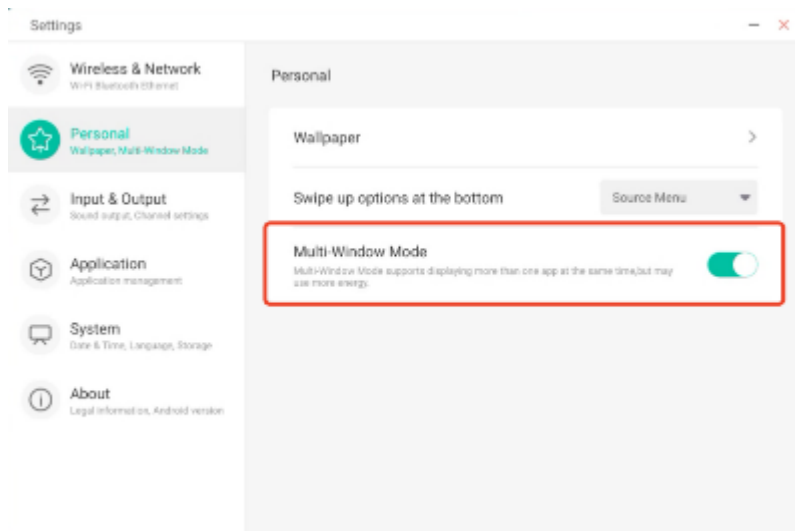 Settings
Wireless & Network
Wi-Fi Bluetooth Ethernet
Personal
Wallpaper, Multi-Window Mode
Input & Output
Sound output, Channel settings
Application
Application management
System
Date & Time, Language, Storage
About
Legal information, Android version
Personal
Wallpaper
Swipe up options at the bottom
Source Menu
Multi-Window Mode
Multi-Window Mode supports displaying more than one app at the same time,but may
use more energy.